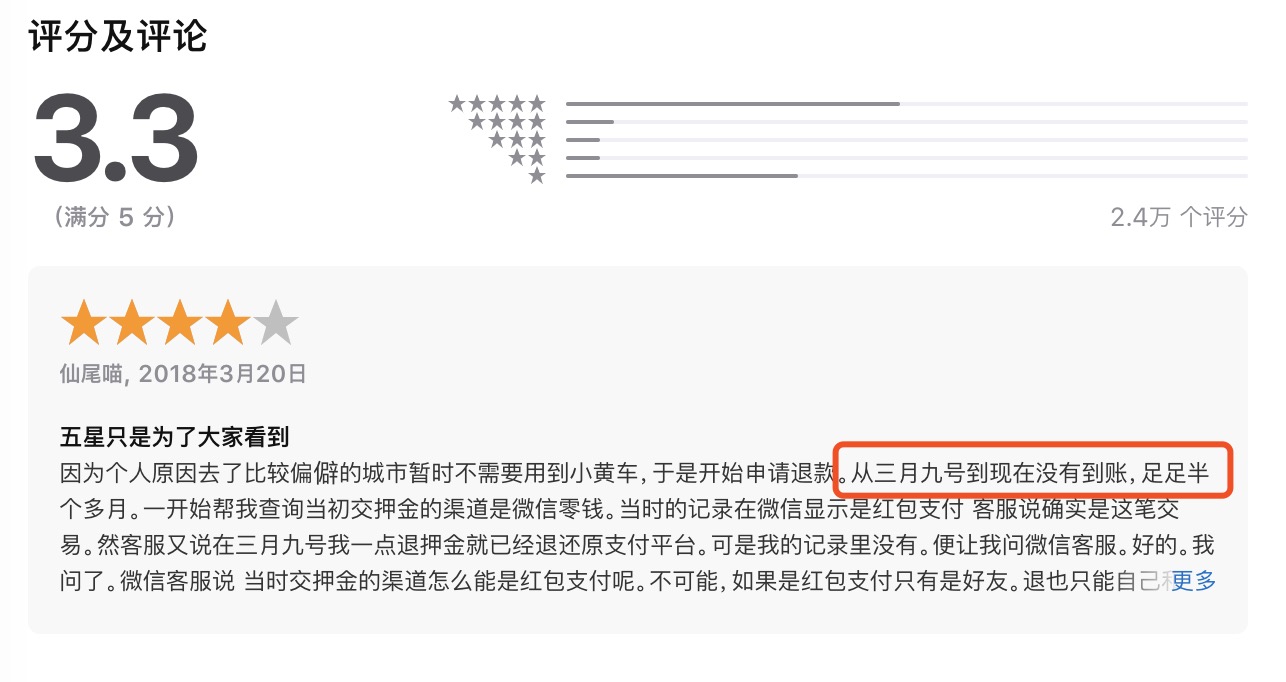 评分及评论
3.3
（满分 5 分）
2.4万 个评分
仙尾喵, 2018年3月20日
五星只是为了大家看到
因为个人原因去了比较偏僻的城市暂时不需要用到小黄车，于是开始申请退款。从三月九号到现在没有到账，足足半
个多月。一开始帮我查询当初交押金的渠道是微信零钱。当时的记录在微信显示是红包支付 客服说确实是这笔交
易。然客服又说在三月九号我一点退押金就已经退还原支付平台。可是我的记录里没有。便让我问微信客服。好的。我
问了。微信客服说 当时交押金的渠道怎么能是红包支付呢。不可能，如果是红包支付只有是好友。退也只能自己
更多